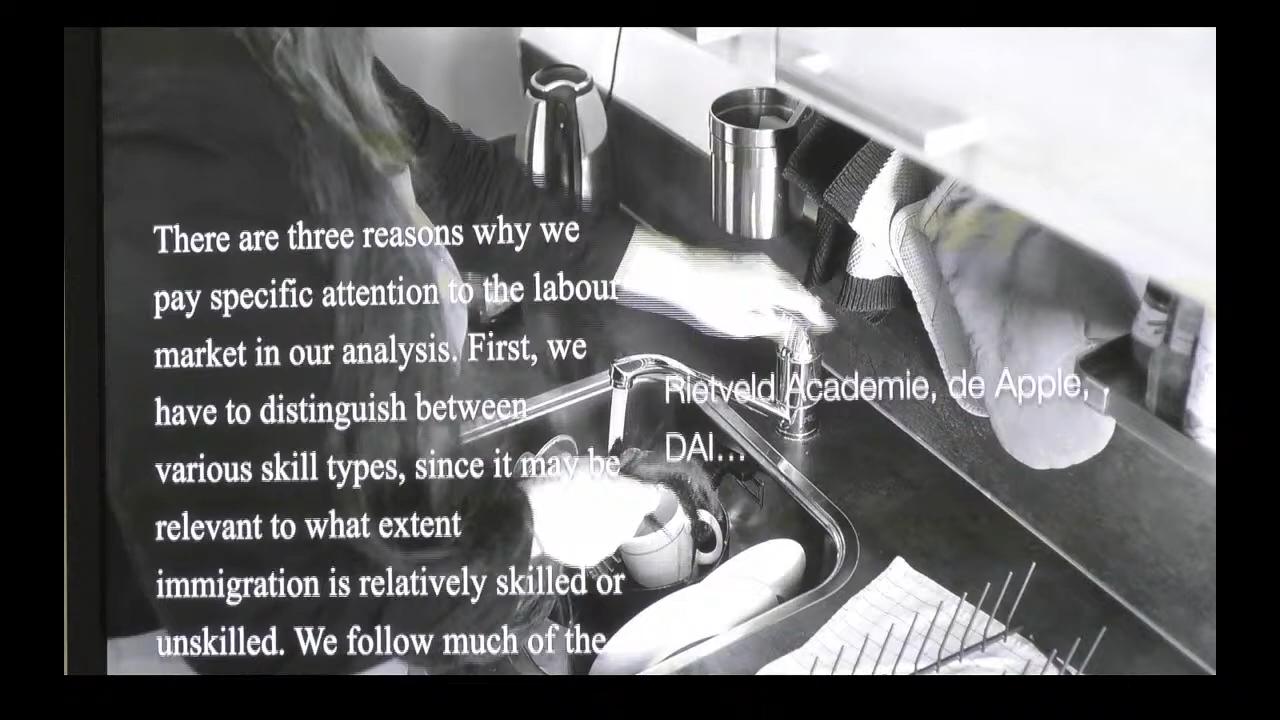 There are three reasons why we
pay specific attention to the labour
market in our analysis. First, we
have to distinguish between
various skill types, since it may be
relevant to what extent
immigration is relatively skilled or
unskilled. We follow much of the
Rietveld Academie, de Apple,
DAI...